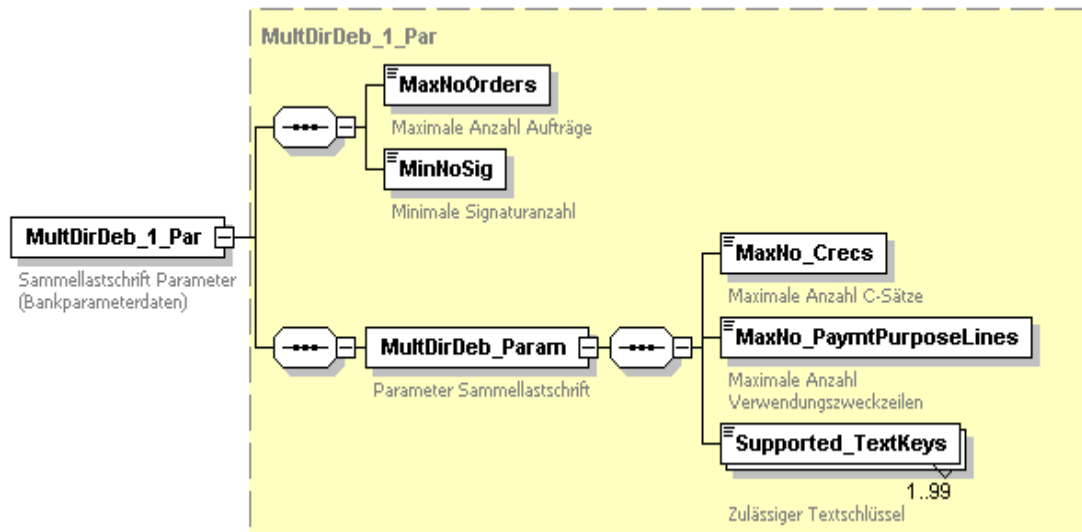 MultDirDeb_1_Par
MaxNoOrders
Maximale Anzahl Aufträge
MinNoSig
Minimale Signaturanzahl
MultDirDeb_1_Par
Sammellastschrift Parameter
(Bankparameterdaten)
MaxNo_Crecs
Maximale Anzahl C-Sätze
MultDirDeb_Param
Parameter Sammellastschrift
MaxNo_PaymtPurposeLines
Maximale Anzahl
Verwendungszweckzeilen
Supported_TextKeys
1..99
Zulässiger Textschlüssel